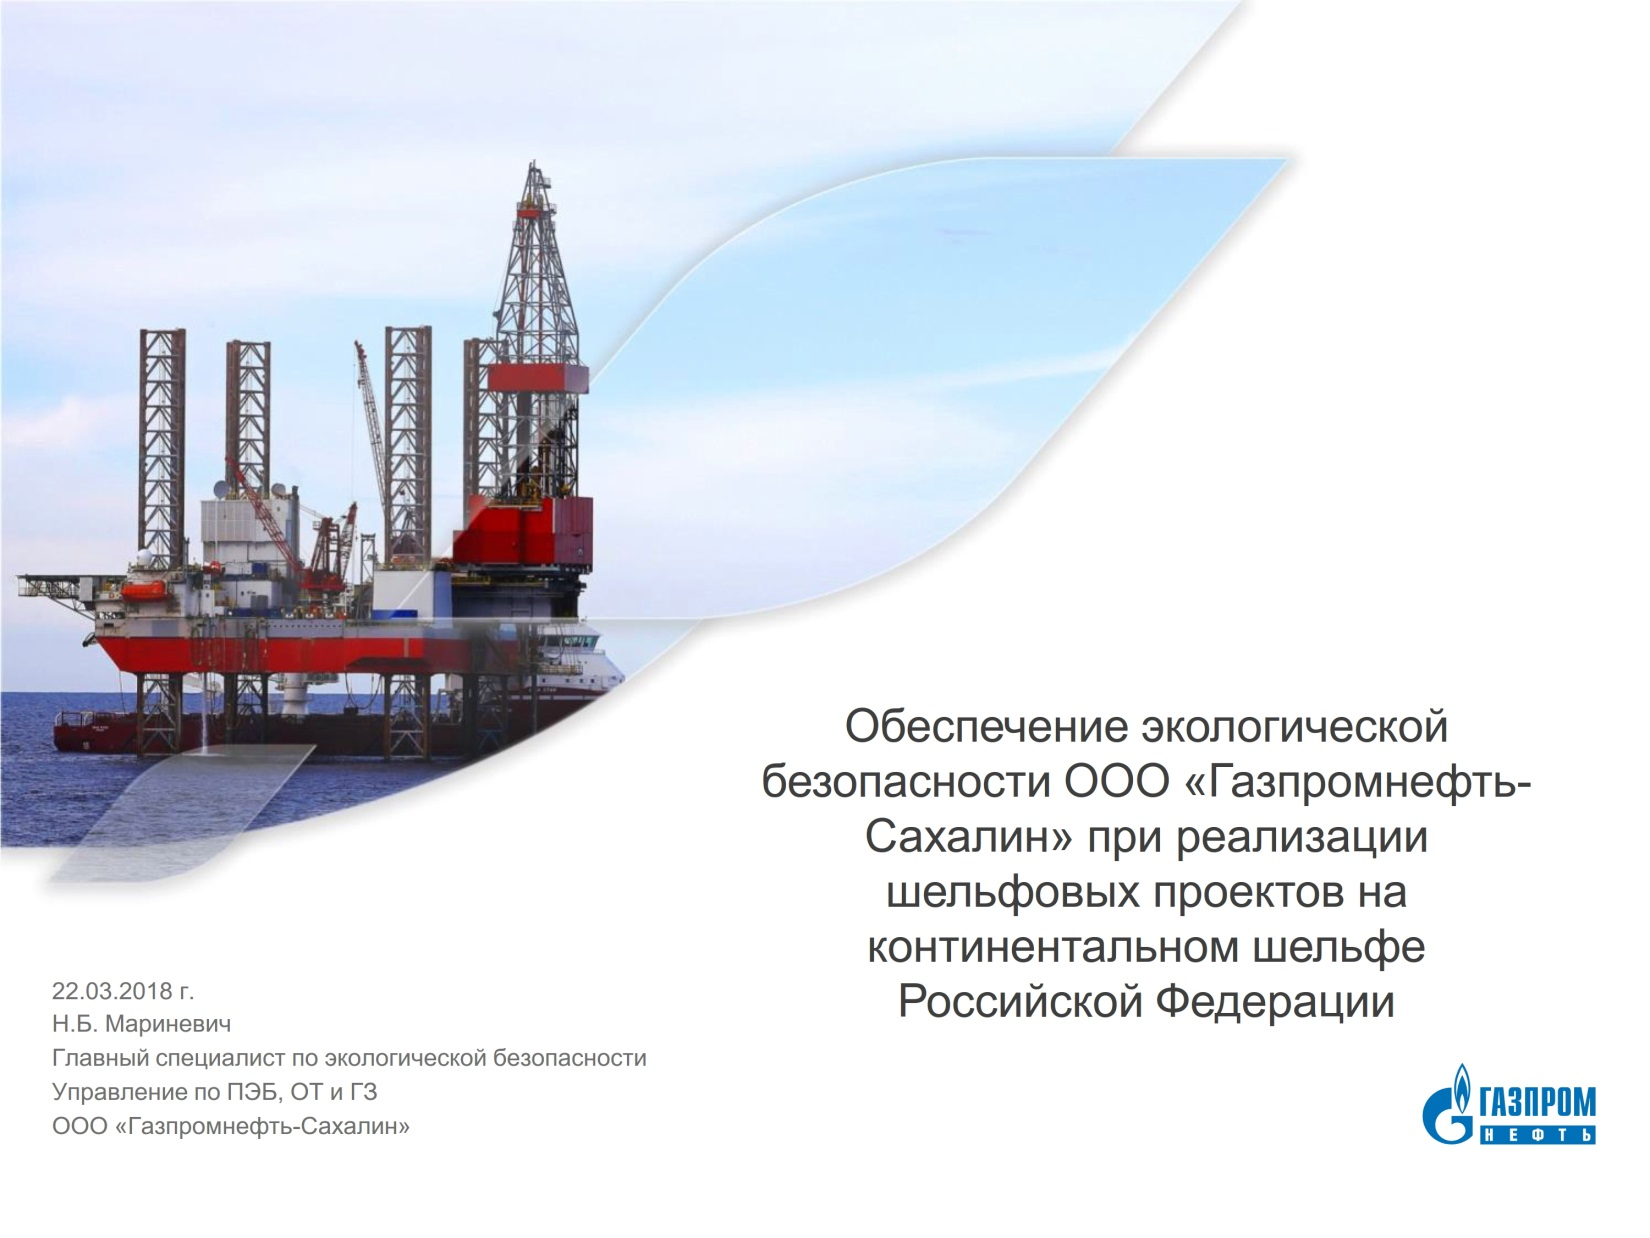 Обеспечение экологической
безопасности ООО «Газпромнефть-
Сахалин» при реализации
шельфовых проектов на
континентальном шельфе
Российской Федерации
22.03.2018 г.
Н.Б. Мариневич
Главный специалист по экологической безопасности
Управление по ПЭБ, ОТ и ГЗ
ООО «Газпромнефть-Сахалин»
ГАЗПРОМ
НЕФТЬ